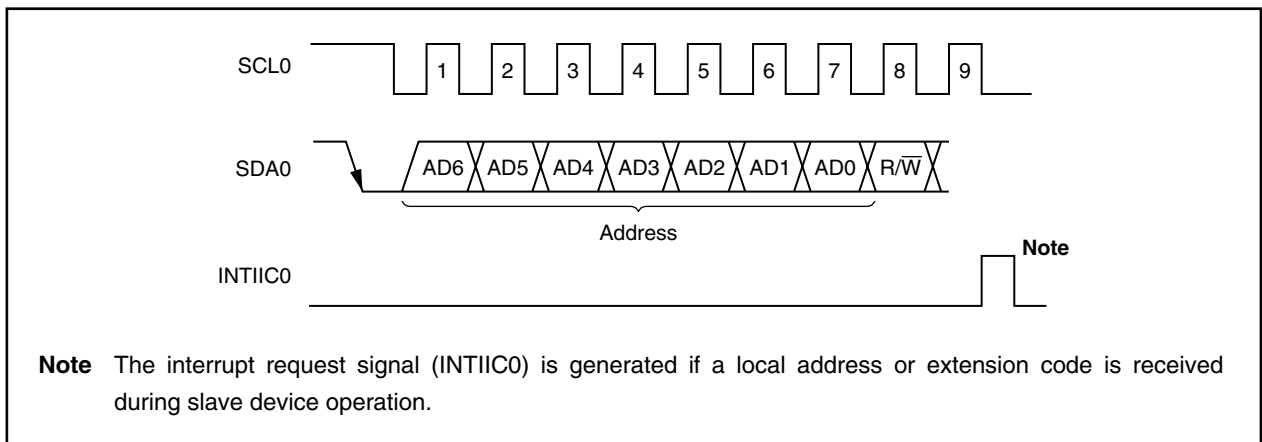 SCL0 1 2 3 4 5 6 7 8 9
SDA0 AD6 AD5 AD4 AD3 AD2 AD1 AD0 R/W̅
Address
INTIIC0 Note
Note The interrupt request signal (INTIIC0) is generated if a local address or extension code is received
during slave device operation.